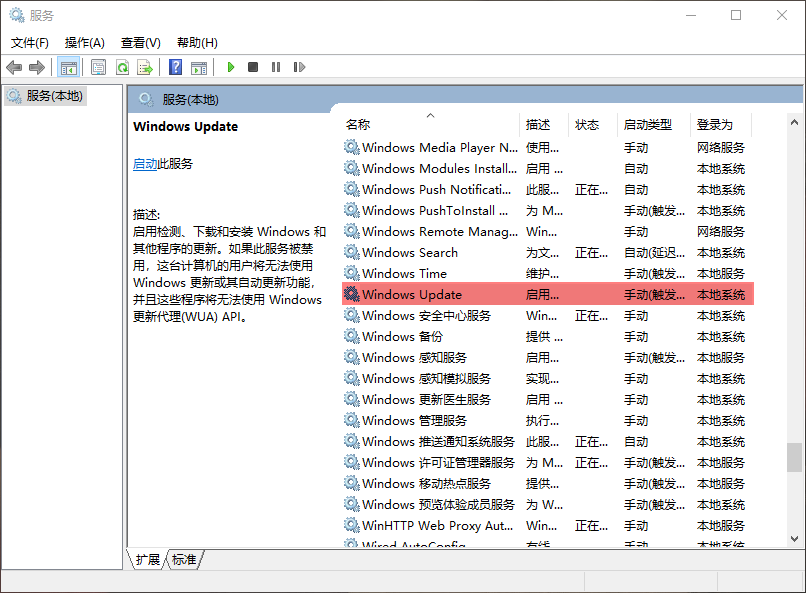 服务
文件(F) 操作(A) 查看(V) 帮助(H)
服务(本地)
服务(本地)
Windows Update
启动此服务
描述:
启用检测、下载和安装 Windows 和
其他程序的更新。如果此服务被禁
用，这台计算机的用户将无法使用
Windows 更新或其自动更新功能，
并且这些程序将无法使用 Windows
更新代理(WUA) API。
名称 描述 状态 启动类型 登录为
Windows Media Player N... 使用... 手动 网络服务
Windows Modules Install... 启用 ... 自动 本地系统
Windows Push Notificati... 此服... 正在... 自动 本地系统
Windows PushToInstall ... 为 M... 手动(触发... 本地系统
Windows Remote Manag... Win... 手动 网络服务
Windows Search 为文... 正在... 自动(延迟... 本地系统
Windows Time 维护... 手动(触发... 本地服务
Windows Update 启用... 手动(触发... 本地系统
Windows 安全中心服务 Win... 正在... 手动 本地系统
Windows 备份 提供 ... 手动 本地系统
Windows 感知服务 启用... 手动(触发... 本地服务
Windows 感知模拟服务 实现... 手动 本地系统
Windows 更新医生服务 启用 ... 手动 本地系统
Windows 管理服务 执行... 手动 本地系统
Windows 推送通知系统服务 此服... 正在... 自动 本地系统
Windows 许可证管理器服务 为 M... 正在... 手动(触发... 本地服务
Windows 移动热点服务 提供... 手动(触发... 本地服务
Windows 预览体验成员服务 为 W... 手动(触发... 本地系统
WinHTTP Web Proxy Aut... Win... 正在... 手动 本地服务
Wired AutoConfig 有线... 手动 本地系统
扩展 标准